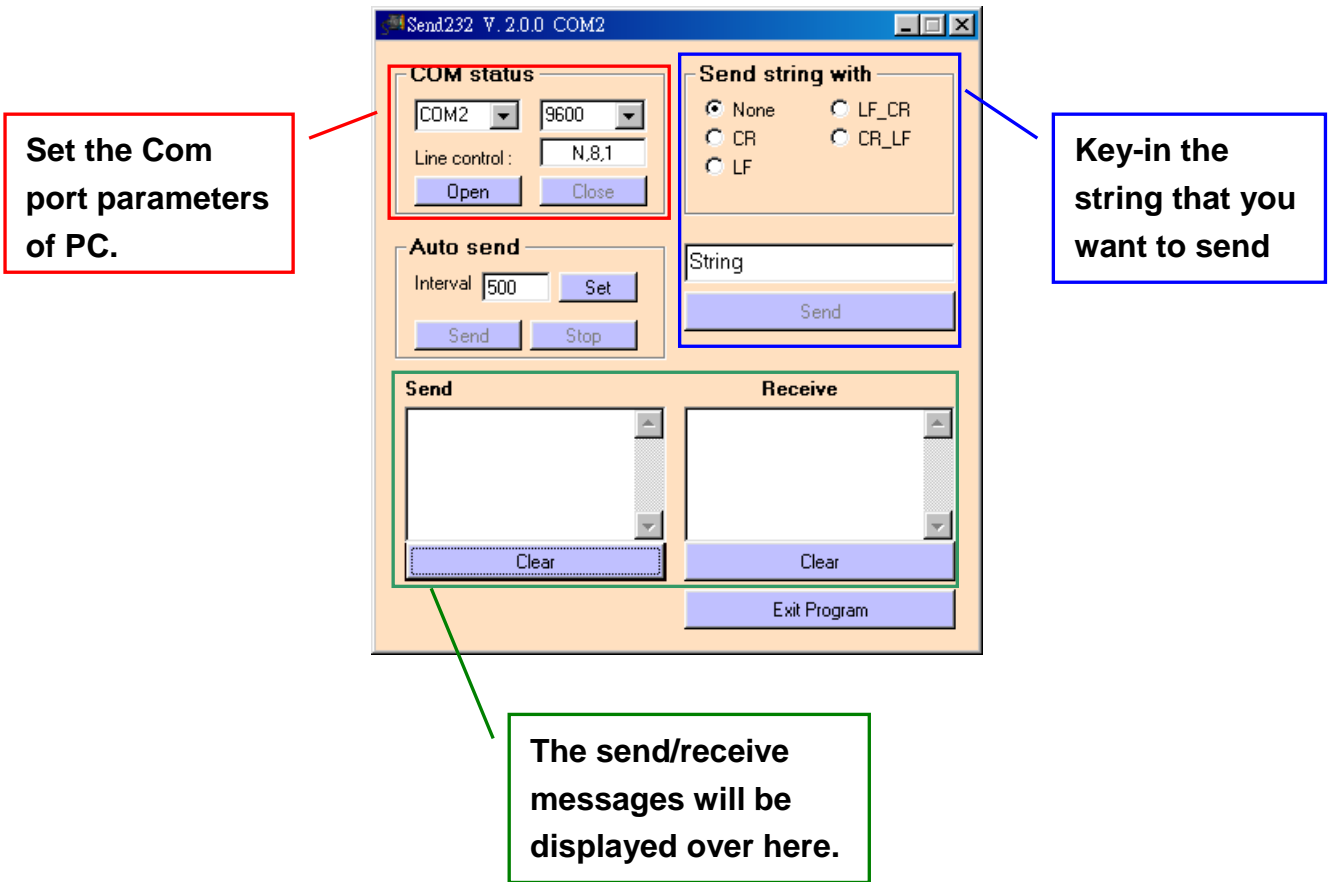 Send232 V. 2.0.0 COM2
COM status
COM2
9600
Line control :
N,8,1
Open
Close
Send string with
None
LF_CR
CR
CR_LF
LF
Set the Com
port parameters
of PC.
Key-in the
string that you
want to send
Auto send
Interval
500
Set
Send
Stop
String
Send
Send
Receive
Clear
Clear
Exit Program
The send/receive
messages will be
displayed over here.